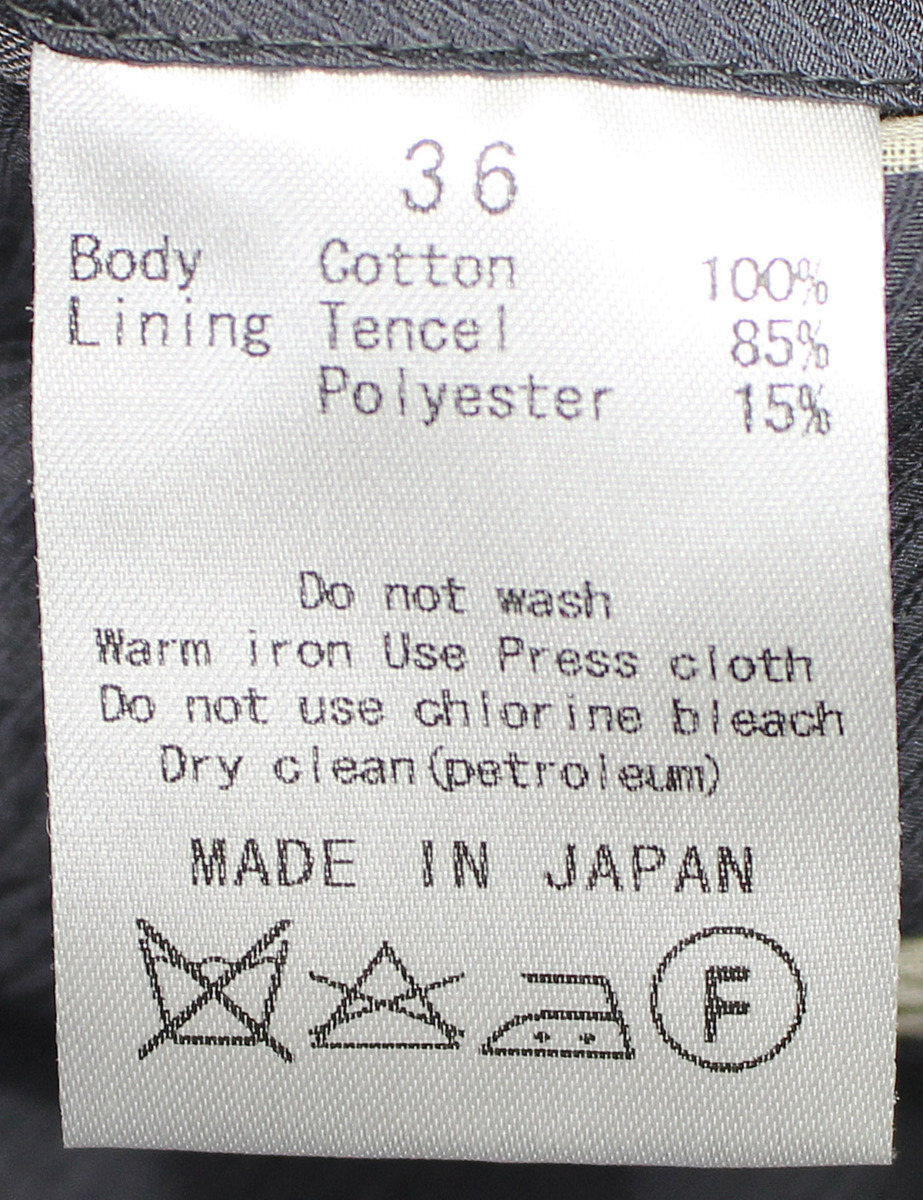 36
Body Cotton 100%
Lining Tencel 85%
Polyester 15%
Do not wash
Warm iron Use Press cloth
Do not use chlorine bleach
Dry clean(petroleum)
MADE IN JAPAN
F